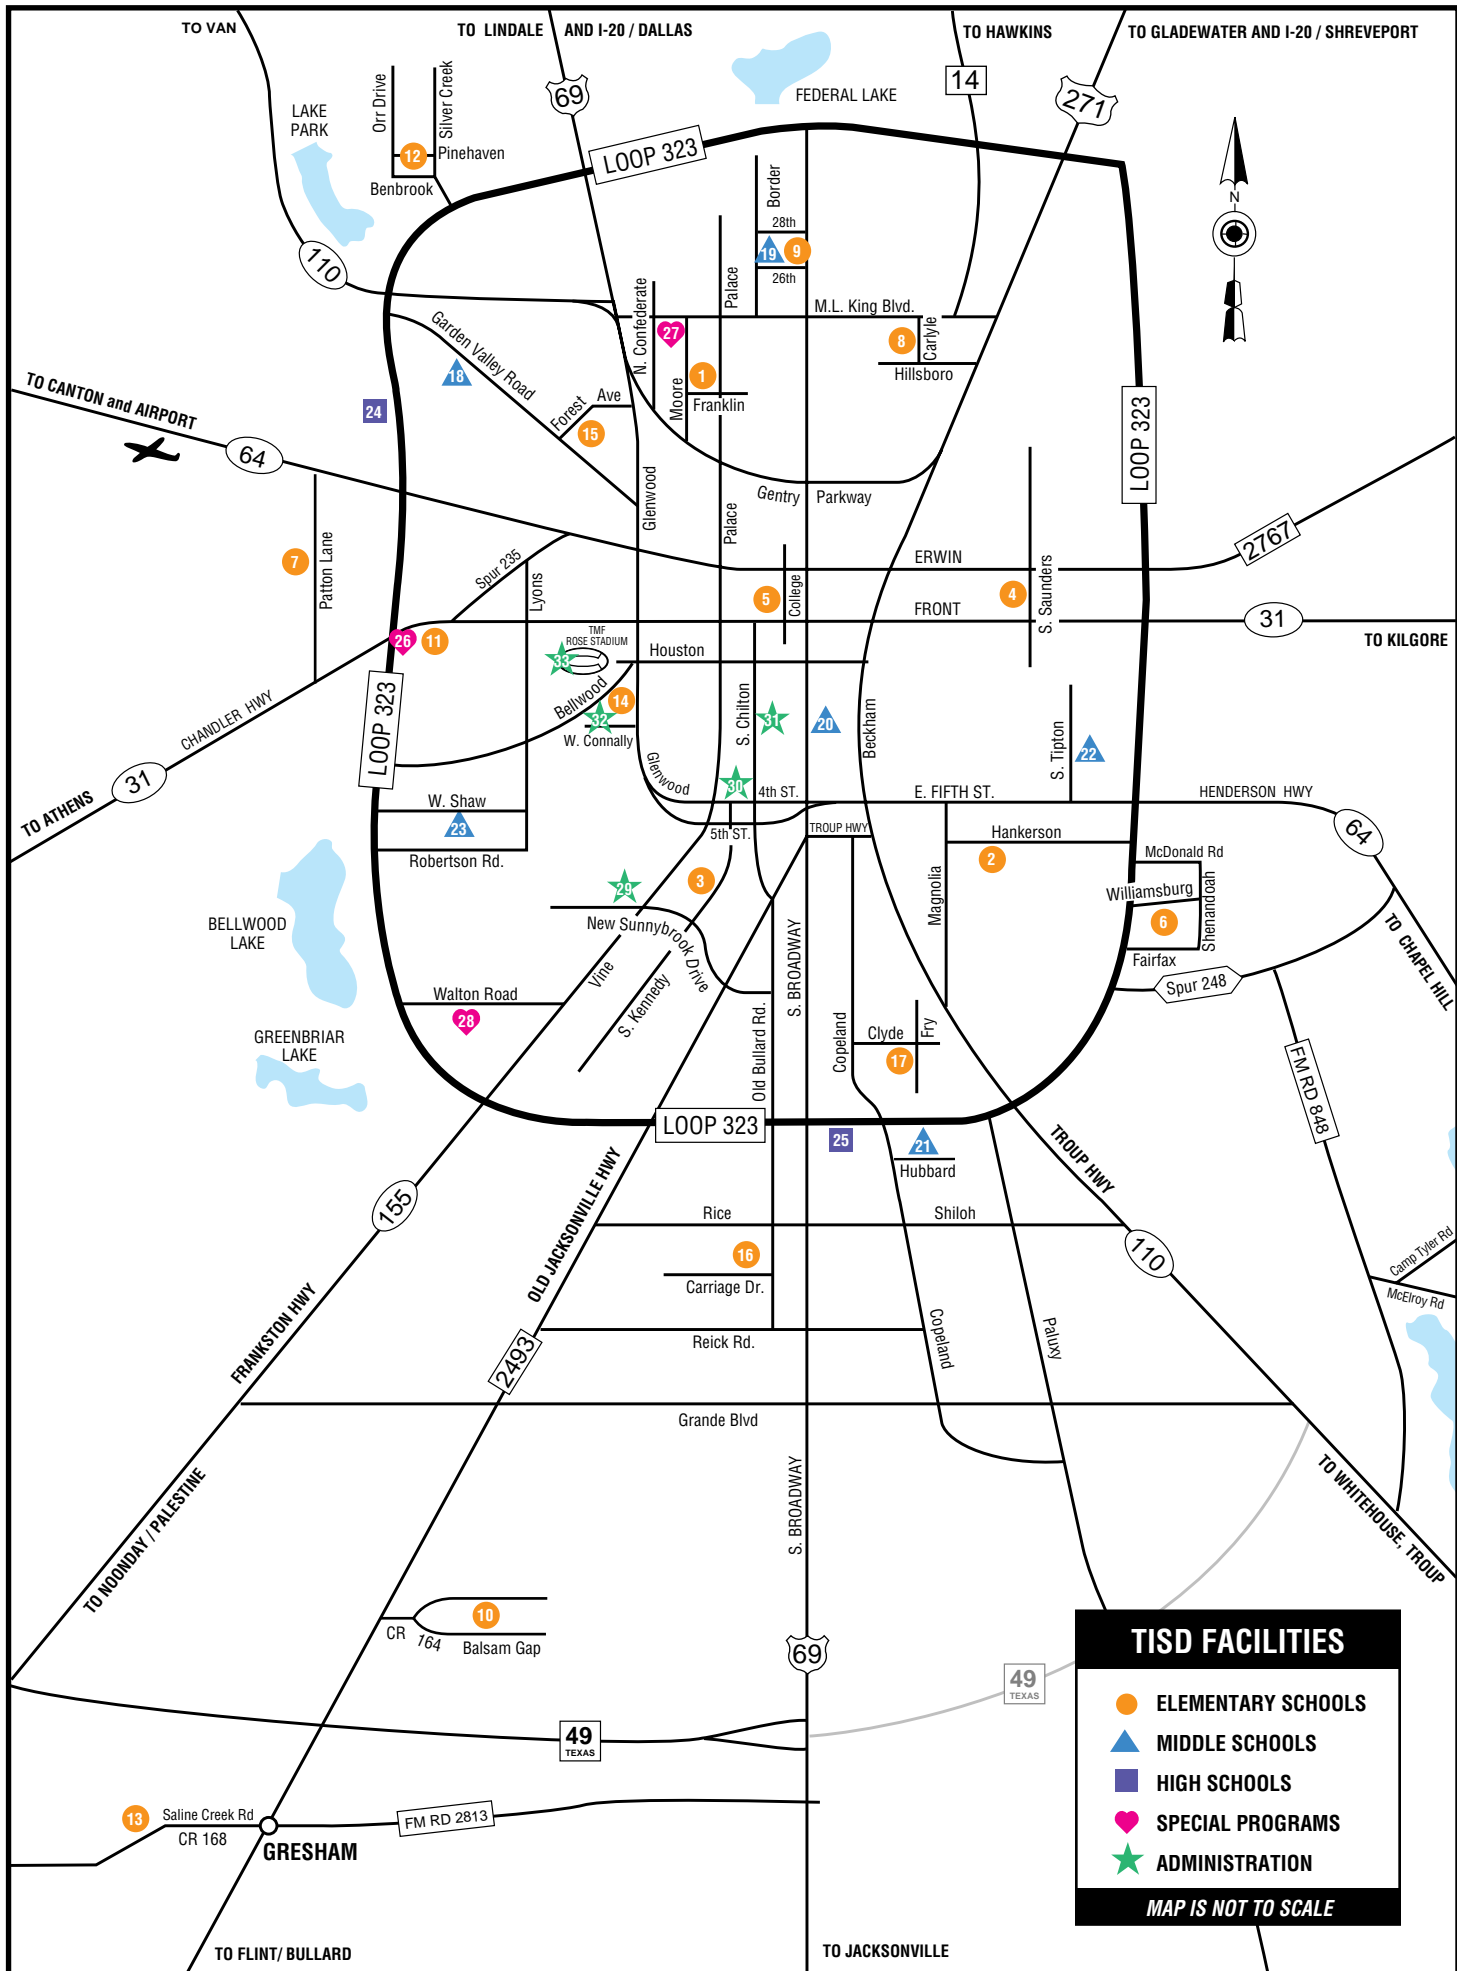 TO VAN
TO LINDALE
AND I-20 / DALLAS
TO HAWKINS
TO GLADEWATER AND I-20 / SHREVEPORT
69
14
271
FEDERAL LAKE
LAKE
PARK
Orr Drive
Silver Creek
12
Pinehaven
Benbrook
LOOP 323
Border
28th
19
9
26th
N
110
Palace
N. Confederate
M.L. King Blvd.
27
8
Carlyle
Hillsboro
Garden Valley Road
18
1
Moore
Franklin
Forest
Ave
15
24
TO CANTON and AIRPORT
64
LOOP 323
Glenwood
Gentry
Parkway
Palace
2767
7
Patton Lane
Spur 235
Lyons
ERWIN
5
College
4
S. Saunders
FRONT
31
TO KILGORE
26
11
TMF
ROSE STADIUM
33
Houston
CHANDLER HWY
LOOP 323
Bellwood
14
32
W. Connally
S. Chilton
31
20
Beckham
S. Tipton
22
31
TO ATHENS
Glenwood
30
4th ST.
E. FIFTH ST.
HENDERSON HWY
W. Shaw
23
Robertson Rd.
5th ST.
TROUP HWY
Hankerson
2
64
McDonald Rd
Williamsburg
6
Shenandoah
Fairfax
29
3
Magnolia
TO CHAPEL HILL
BELLWOOD
LAKE
New Sunnybrook Drive
S. BROADWAY
Vine
Spur 248
Walton Road
28
S. Kennedy
Old Bullard Rd.
Copeland
Clyde
Fry
17
GREENBRIAR
LAKE
FM RD 848
LOOP 323
25
21
Hubbard
TROUP HWY
155
OLD JACKSONVILLE HWY
Rice
Shiloh
110
16
Carriage Dr.
Camp Tyler Rd
McElroy Rd
FRANKSTON HWY
2493
Reick Rd.
Copeland
Paluxy
Grande Blvd
TO NOONDAY / PALESTINE
S. BROADWAY
TO WHITEHOUSE, TROUP
CR
164
10
Balsam Gap
69
49
TEXAS
49
TEXAS
TISD FACILITIES
ELEMENTARY SCHOOLS
MIDDLE SCHOOLS
HIGH SCHOOLS
SPECIAL PROGRAMS
ADMINISTRATION
MAP IS NOT TO SCALE
13
Saline Creek Rd
CR 168
GRESHAM
FM RD 2813
TO FLINT/ BULLARD
TO JACKSONVILLE